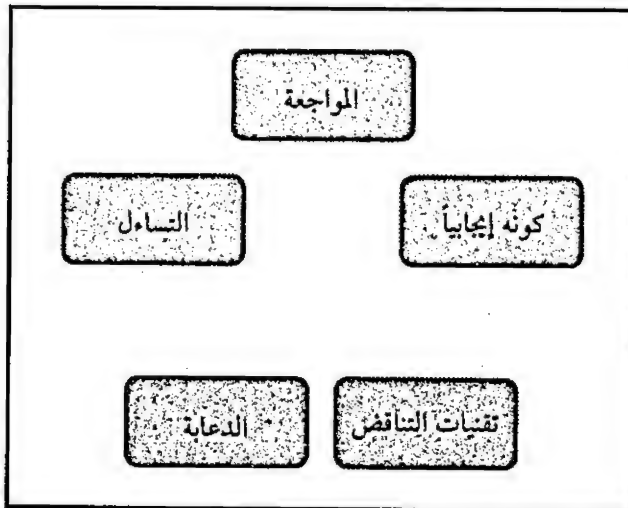 المواجعة
كونه إيجابياً
التساءل
تقنيات التناقض
الدعابة